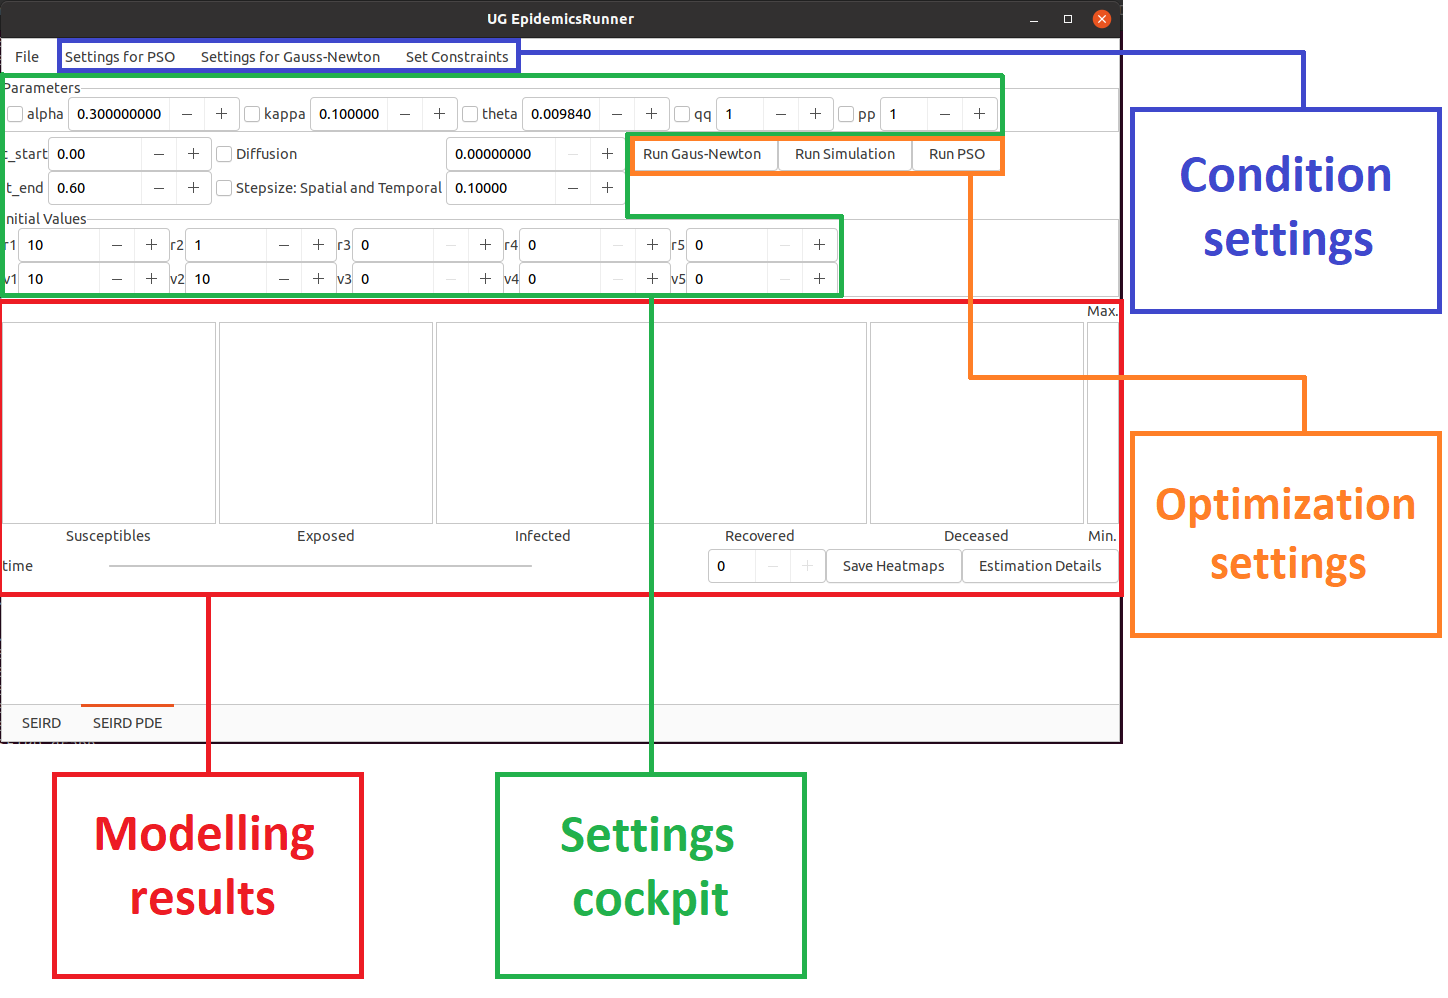 UG EpidemicsRunner
File Settings for PSO Settings for Gauss-Newton Set Constraints
Parameters
alpha 0.300000000 kappa 0.100000 theta 0.009840 qq 1 pp 1
t_start 0.00 Diffusion 0.00000000 Run Gaus-Newton Run Simulation Run PSO
t_end 0.60 Stepsize: Spatial and Temporal 0.10000
Initial Values
r1 10 r2 1 r3 0 r4 0 r5 0
v1 10 v2 10 v3 0 v4 0 v5 0
Max.
Susceptibles Exposed Infected Recovered Deceased Min.
time 0 Save Heatmaps Estimation Details
SEIRD SEIRD PDE
Condition
settings
Optimization
settings
Modelling
results
Settings
cockpit